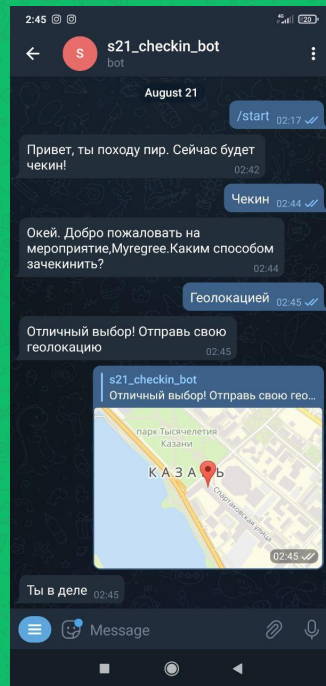 2:45
20
s21_checkin_bot
S
bot
August 21
/start 02:17
Привет, ты походу пир. Сейчас будет
чекин!
02:42
Чекин 02:44
Окей. Добро пожаловать на
мероприятие,Myregree.Каким способом
зачекинить?
02:44
Геолокацией 02:45
Отличный выбор! Отправь свою
геолокацию
02:45
s21_checkin_bot
Отличный выбор! Отправь свою гео...
парк Тысячелетия
Казани
КАЗАНЬ
Спартаковская улица
02:45
Ты в деле 02:45
Message